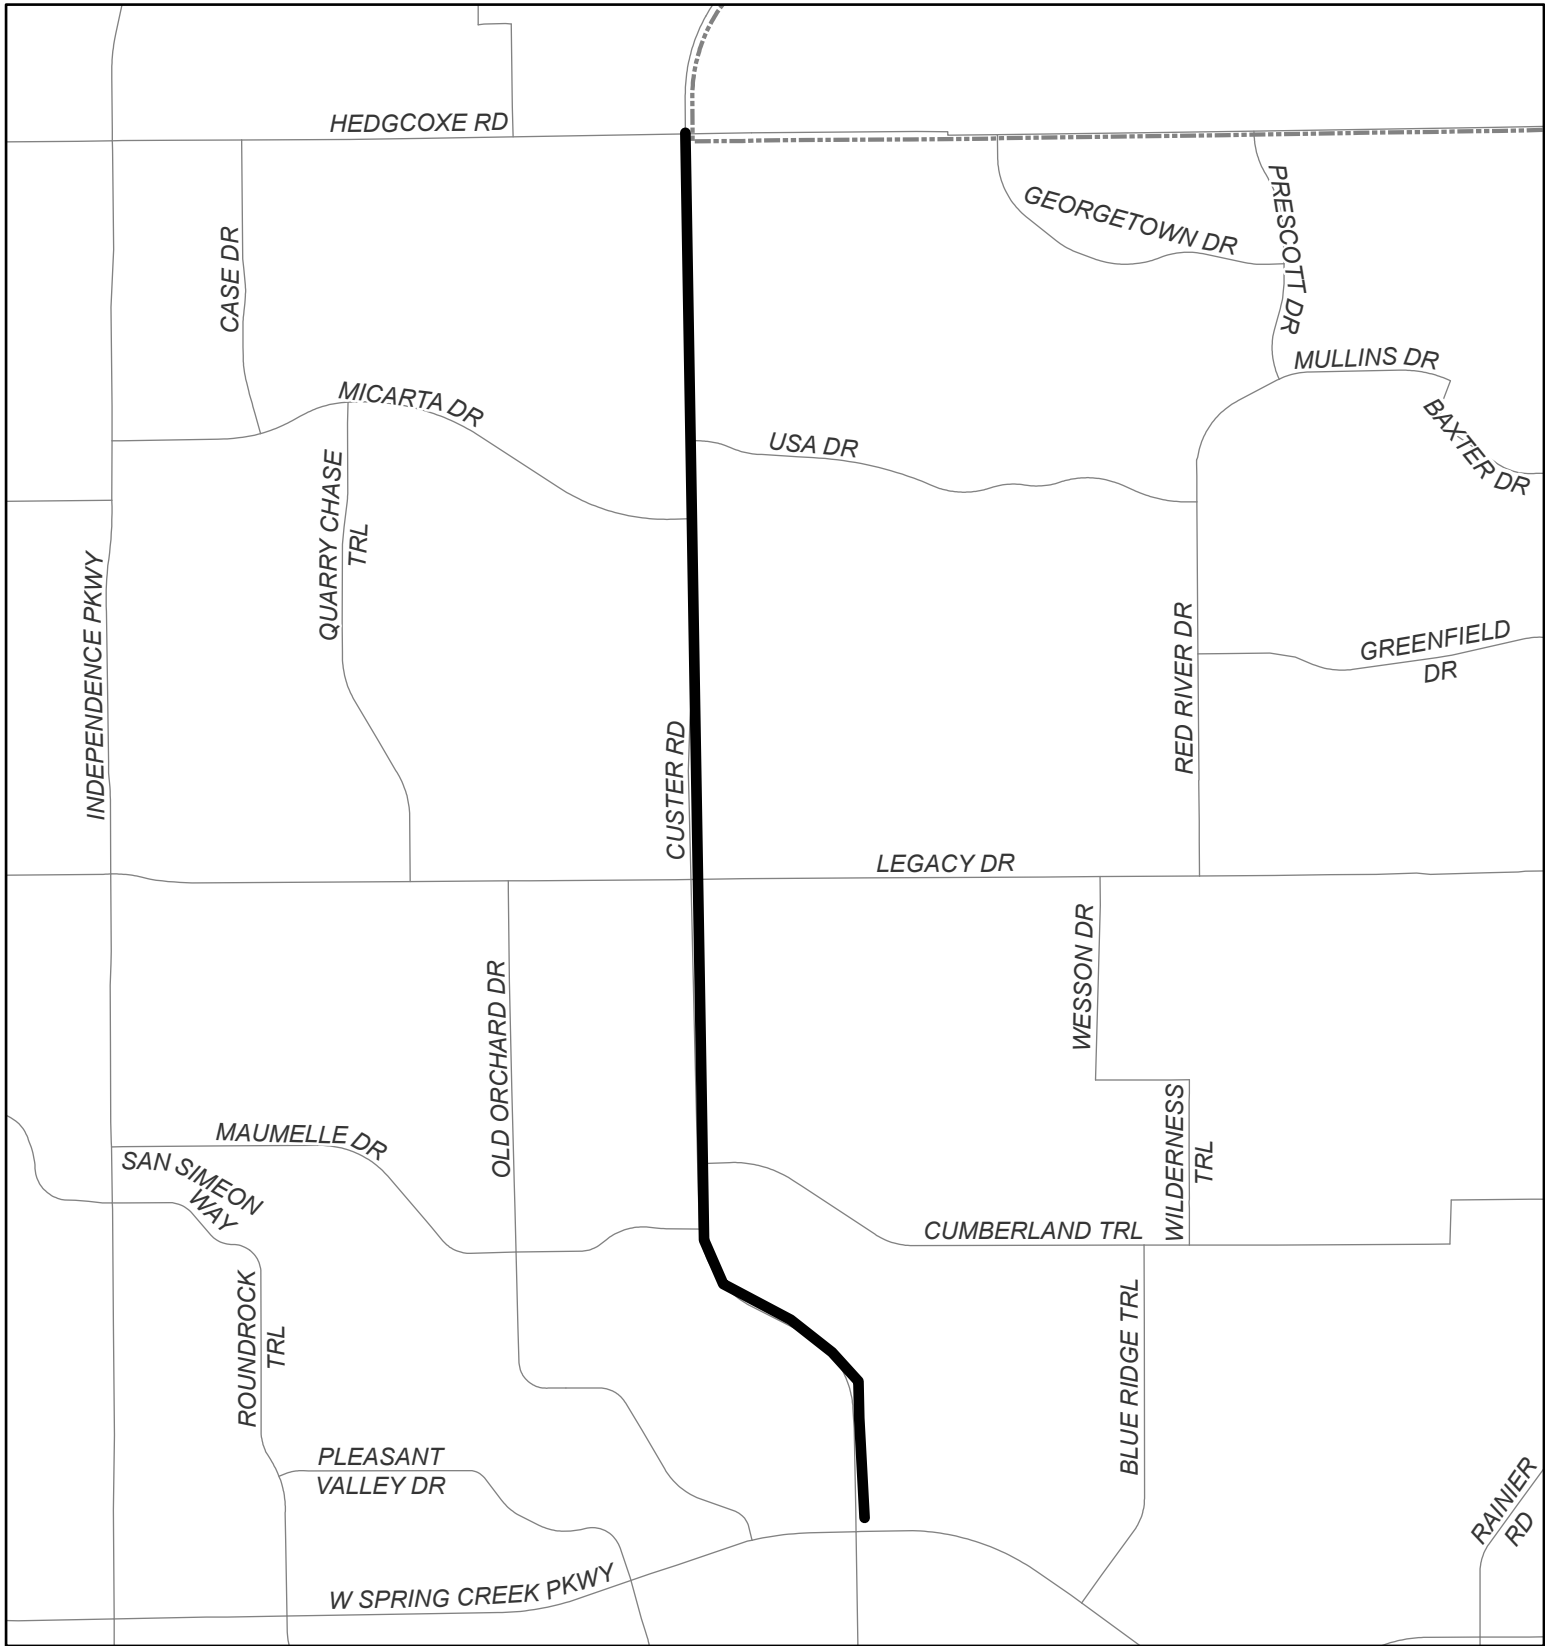 HEDGCOXE RD
GEORGETOWN DR
PRESCOTT DR
CASE DR
MULLINS DR
MICARTA DR
BAXTER DR
USA DR
QUARRY CHASE
TRL
INDEPENDENCE PKWY
RED RIVER DR
GREENFIELD
DR
CUSTER RD
LEGACY DR
WESSON DR
OLD ORCHARD DR
WILDERNESS
TRL
MAUMELLE DR
SAN SIMEON
WAY
CUMBERLAND TRL
ROUNDROCK
TRL
BLUE RIDGE TRL
PLEASANT
VALLEY DR
RAINIER
RD
W SPRING CREEK PKWY